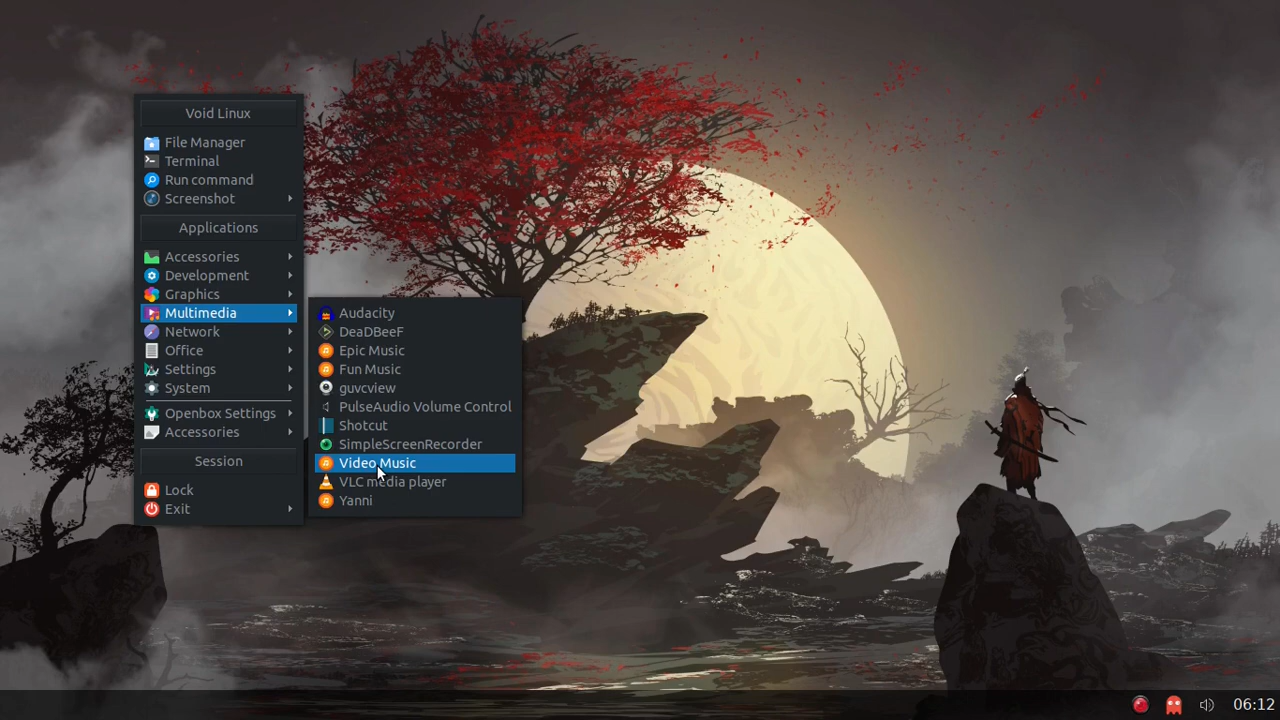 Void Linux
File Manager
Terminal
Run command
Screenshot
Applications
Accessories
Development
Graphics
Multimedia
Network
Office
Settings
System
Openbox Settings
Accessories
Session
Lock
Exit
Audacity
DeaDBeeF
Epic Music
Fun Music
guvcview
PulseAudio Volume Control
Shotcut
SimpleScreenRecorder
Video Music
VLC media player
Yanni
06:12